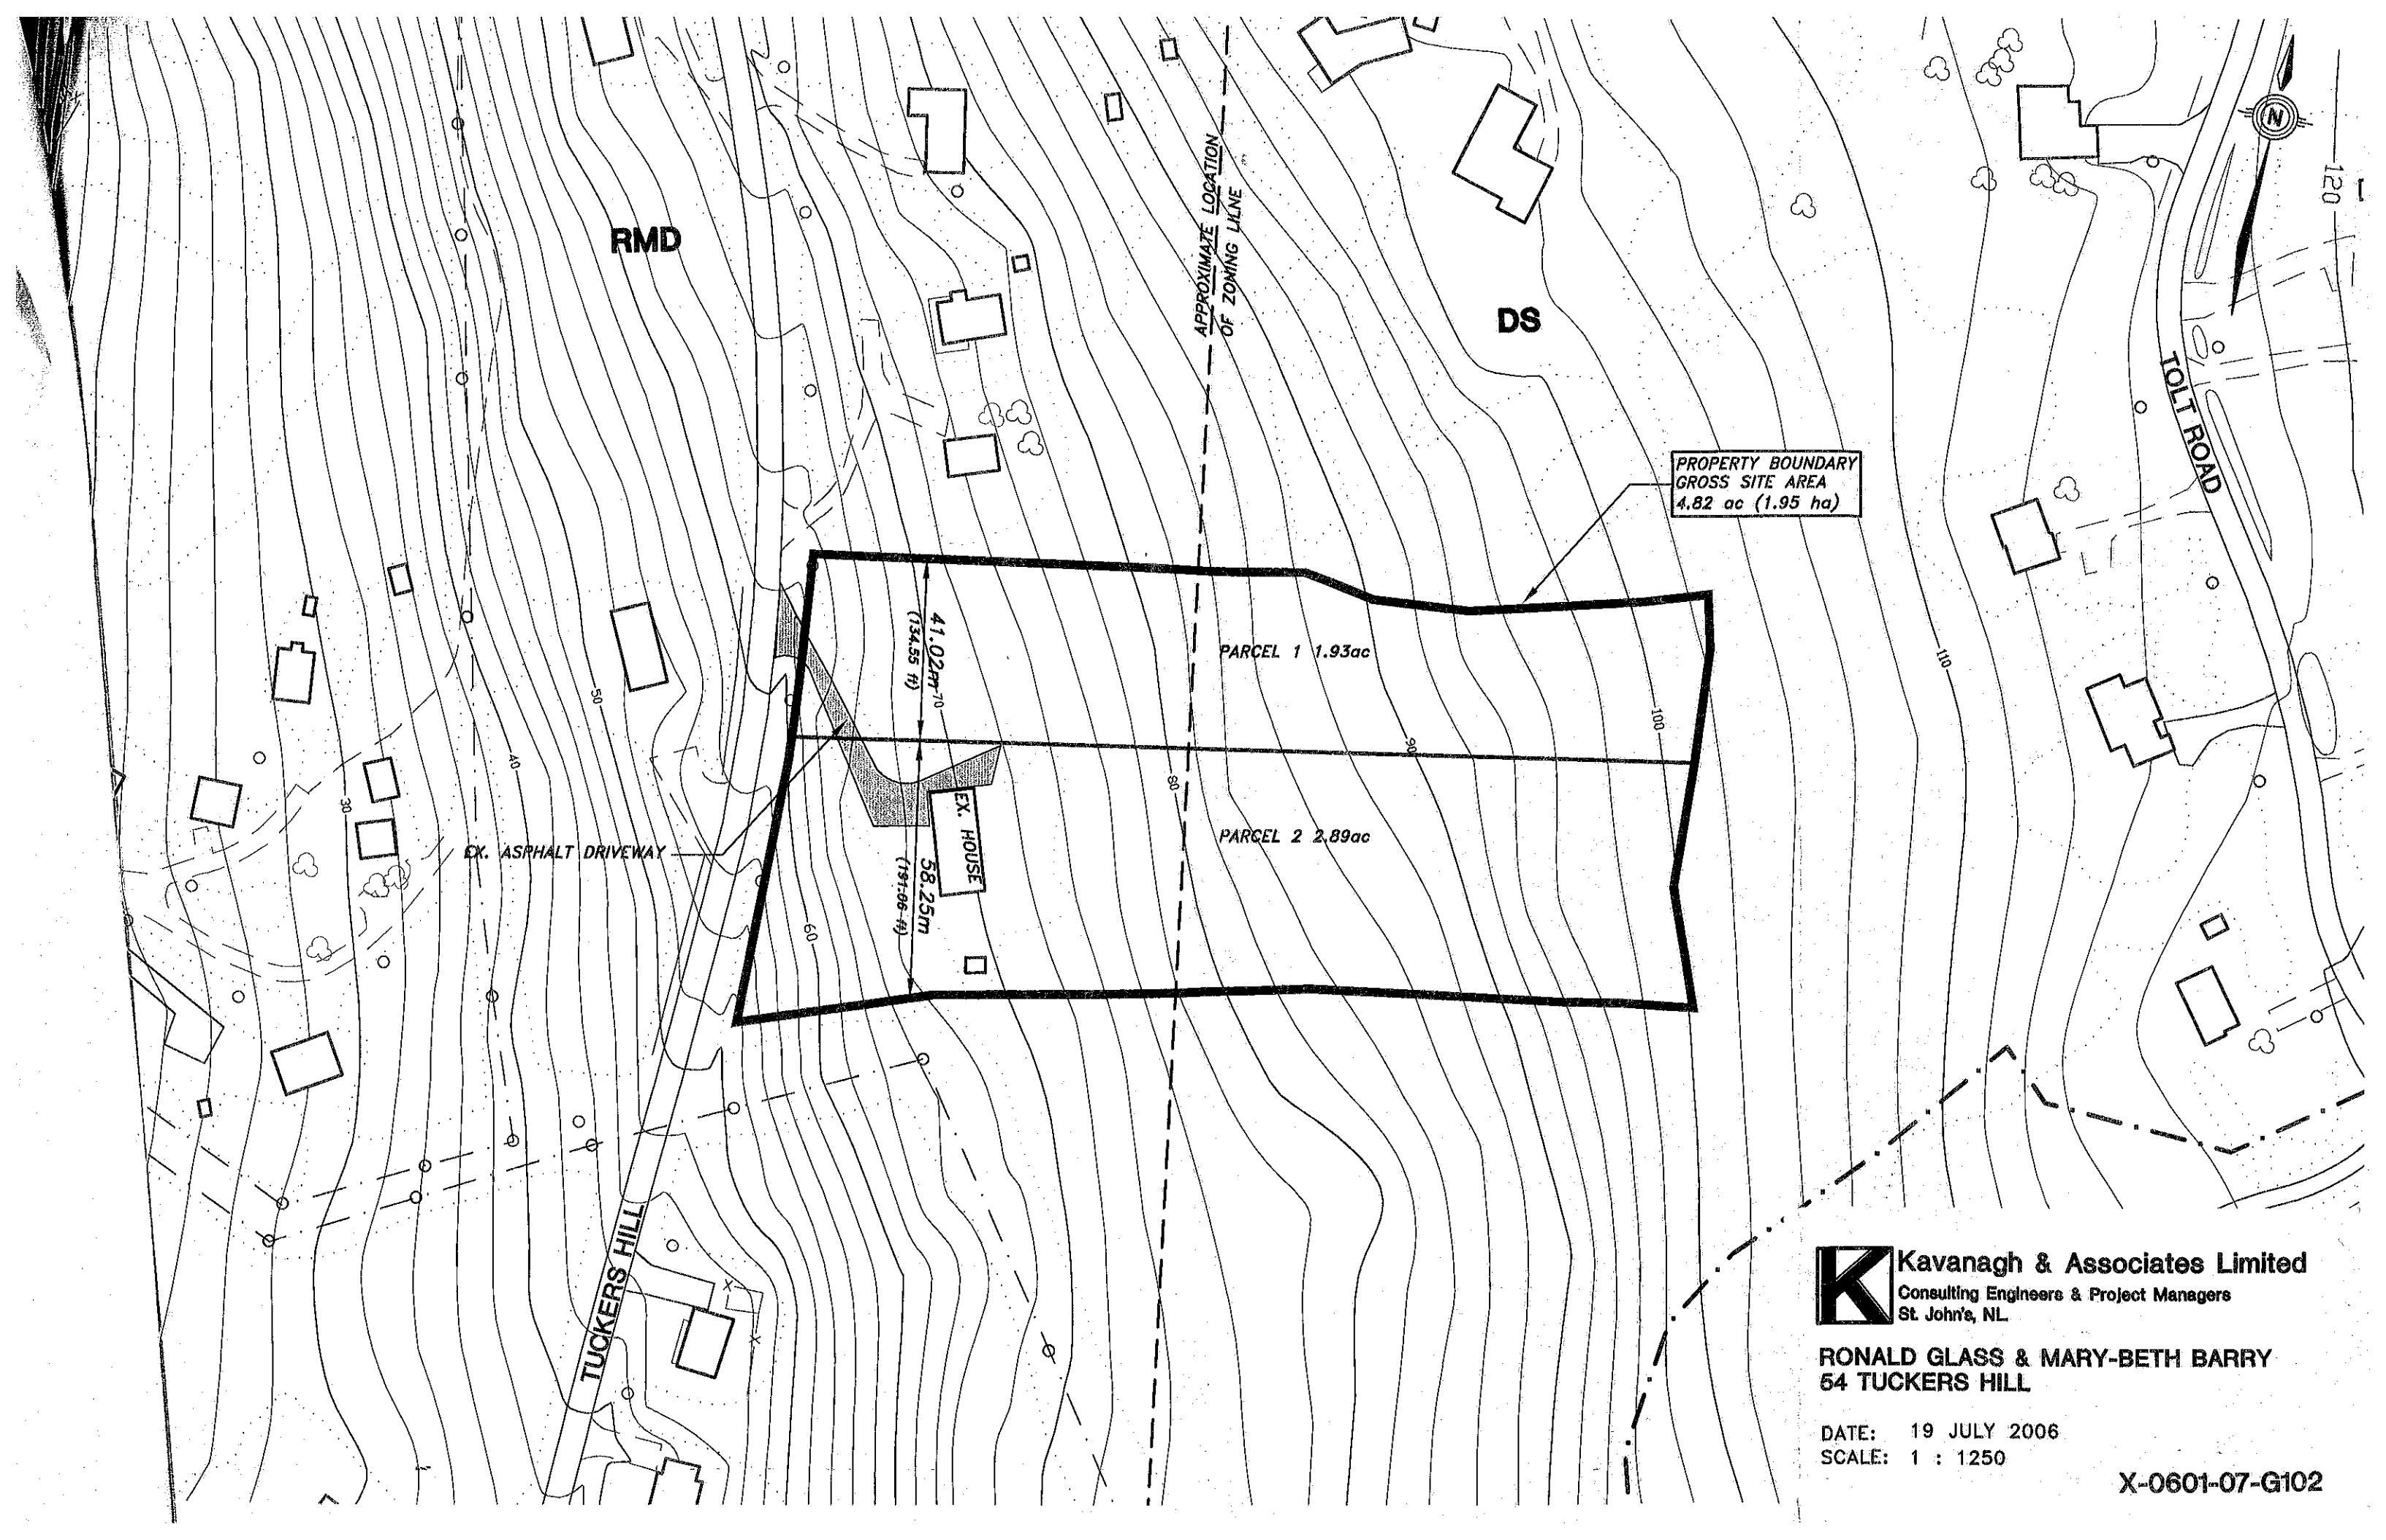 RMD
DS
APPROXIMATE LOCATION
OF ZONING LILNE
N
120
TOLT ROAD
PROPERTY BOUNDARY
GROSS SITE AREA
4.82 ac (1.95 ha)
41.02m
(134.55 ft)
70
PARCEL 1 1.93ac
110
100
90
80
50
40
30
60
EX. ASPHALT DRIVEWAY
EX. HOUSE
58.25m
(191.06 ft)
PARCEL 2 2.89ac
TUCKERS HILL
K
Kavanagh & Associates Limited
Consulting Engineers & Project Managers
St. John's, NL
RONALD GLASS & MARY-BETH BARRY
54 TUCKERS HILL
DATE: 19 JULY 2006
SCALE: 1 : 1250
X-0601-07-G102